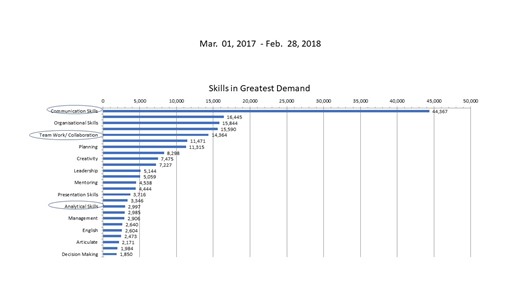 Mar. 01, 2017 - Feb. 28, 2018
Skills in Greatest Demand
0 5,000 10,000 15,000 20,000 25,000 30,000 35,000 40,000 45,000 50,000
Communication Skills 44,367
16,445
Organisational Skills 15,844
15,590
Team Work/ Collaboration 14,364
11,471
Planning 11,315
8,298
Creativity 7,475
7,227
Leadership 5,144
5,059
Mentoring 4,538
4,444
Presentation Skills 3,716
3,346
Analytical Skills 2,997
2,985
Management 2,906
2,640
English 2,604
2,473
Articulate 2,171
1,984
Decision Making 1,850